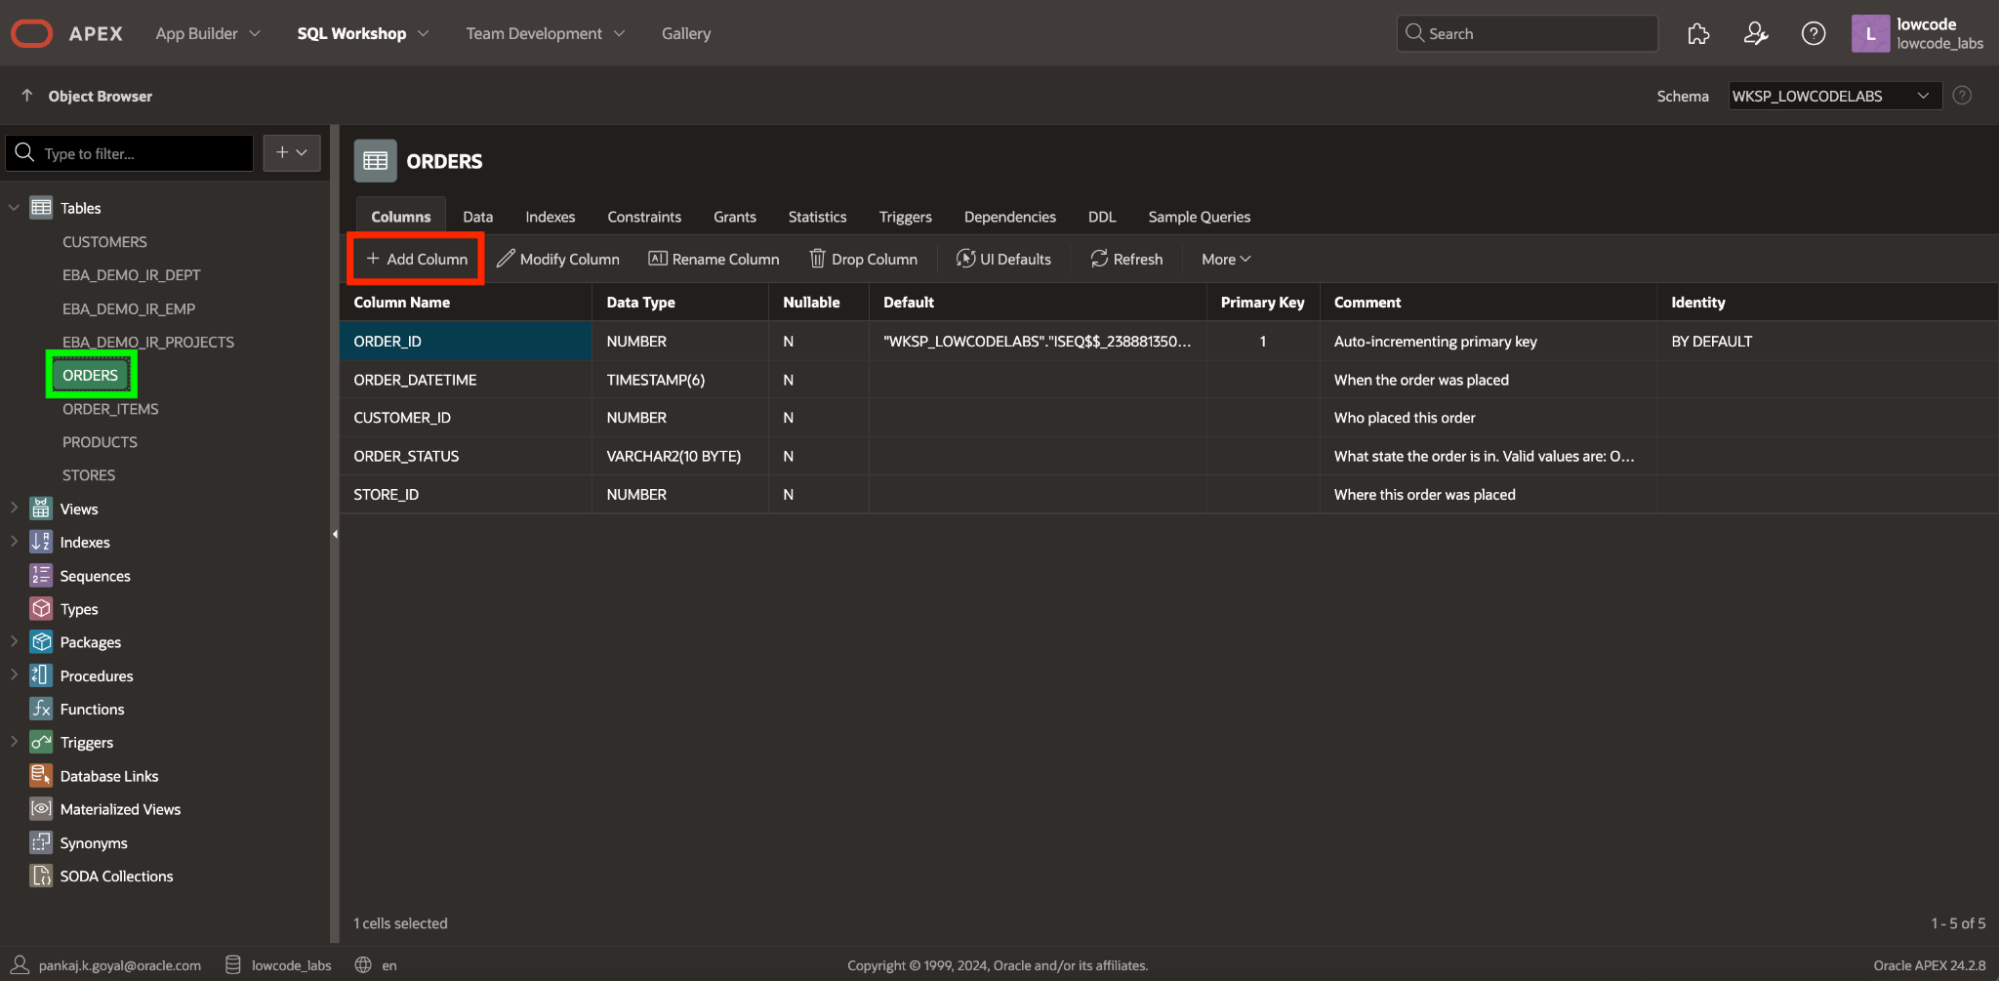 APEX App Builder SQL Workshop Team Development Gallery Search L lowcode
lowcode_labs
Object Browser Schema WKSP_LOWCODELABS
Type to filter...
Tables
CUSTOMERS
EBA_DEMO_IR_DEPT
EBA_DEMO_IR_EMP
EBA_DEMO_IR_PROJECTS
ORDERS
ORDER_ITEMS
PRODUCTS
STORES
Views
Indexes
Sequences
Types
Packages
Procedures
Functions
Triggers
Database Links
Materialized Views
Synonyms
SODA Collections
ORDERS
Columns Data Indexes Constraints Grants Statistics Triggers Dependencies DDL Sample Queries
+ Add Column Modify Column Rename Column Drop Column UI Defaults Refresh More
Column Name Data Type Nullable Default Primary Key Comment Identity
ORDER_ID NUMBER N "WKSP_LOWCODELABS"."ISEQ$$_238881350... 1 Auto-incrementing primary key BY DEFAULT
ORDER_DATETIME TIMESTAMP(6) N When the order was placed
CUSTOMER_ID NUMBER N Who placed this order
ORDER_STATUS VARCHAR2(10 BYTE) N What state the order is in. Valid values are: O...
STORE_ID NUMBER N Where this order was placed
1 cells selected 1 - 5 of 5
pankaj.k.goyal@oracle.com lowcode_labs en Copyright © 1999, 2024, Oracle and/or its affiliates. Oracle APEX 24.2.8